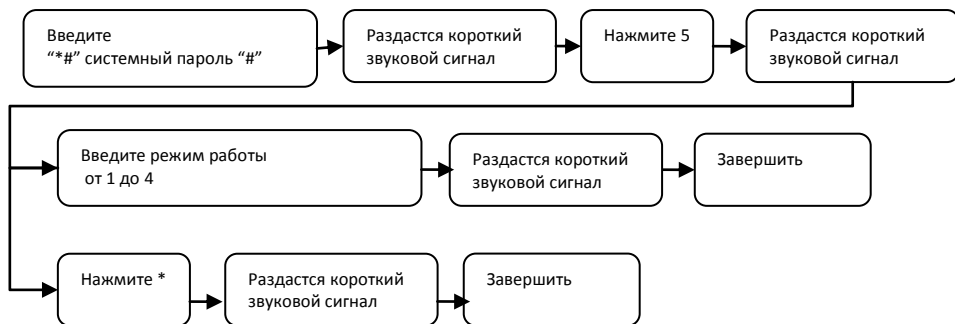 Введите
“*#” системный пароль “#”
Раздастся короткий
звуковой сигнал
Нажмите 5
Раздастся короткий
звуковой сигнал
Введите режим работы
от 1 до 4
Раздастся короткий
звуковой сигнал
Завершить
Нажмите *
Раздастся короткий
звуковой сигнал
Завершить